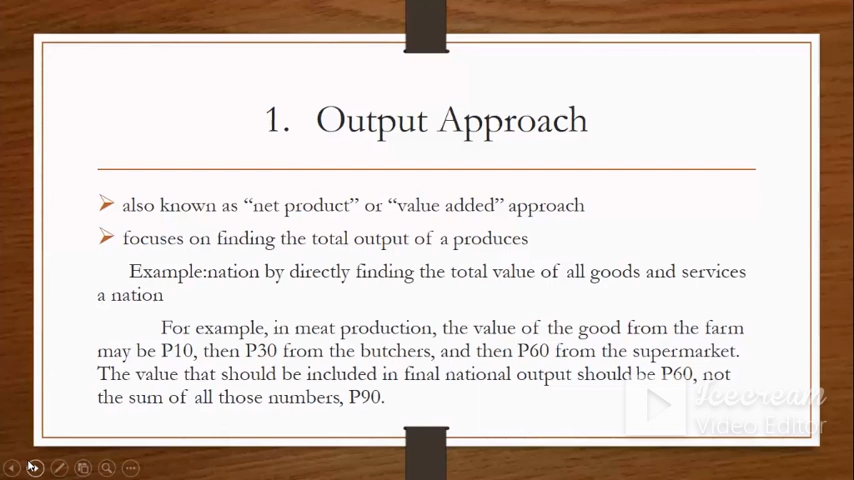 1. Output Approach
also known as “net product” or “value added” approach
focuses on finding the total output of a produces
Example:nation by directly finding the total value of all goods and services
a nation
For example, in meat production, the value of the good from the farm
may be P10, then P30 from the butchers, and then P60 from the supermarket.
The value that should be included in final national output should be P60, not
the sum of all those numbers, P90.
Icecream
Video Editor